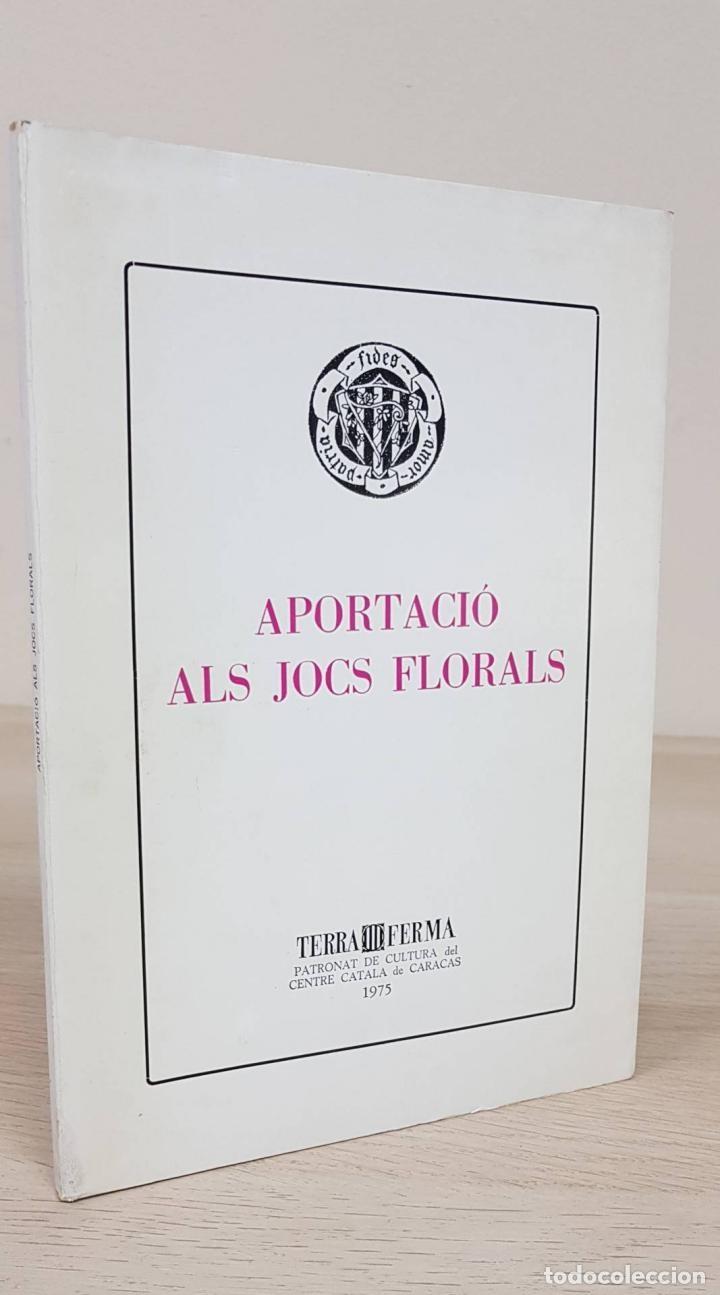 fides
patria
amor
APORTACIÓ
ALS JOCS FLORALS
TERRA FERMA
PATRONAT DE CULTURA del
CENTRE CATALA de CARACAS
1975
APORTACIÓ ALS JOCS FLORALS
todocoleccion